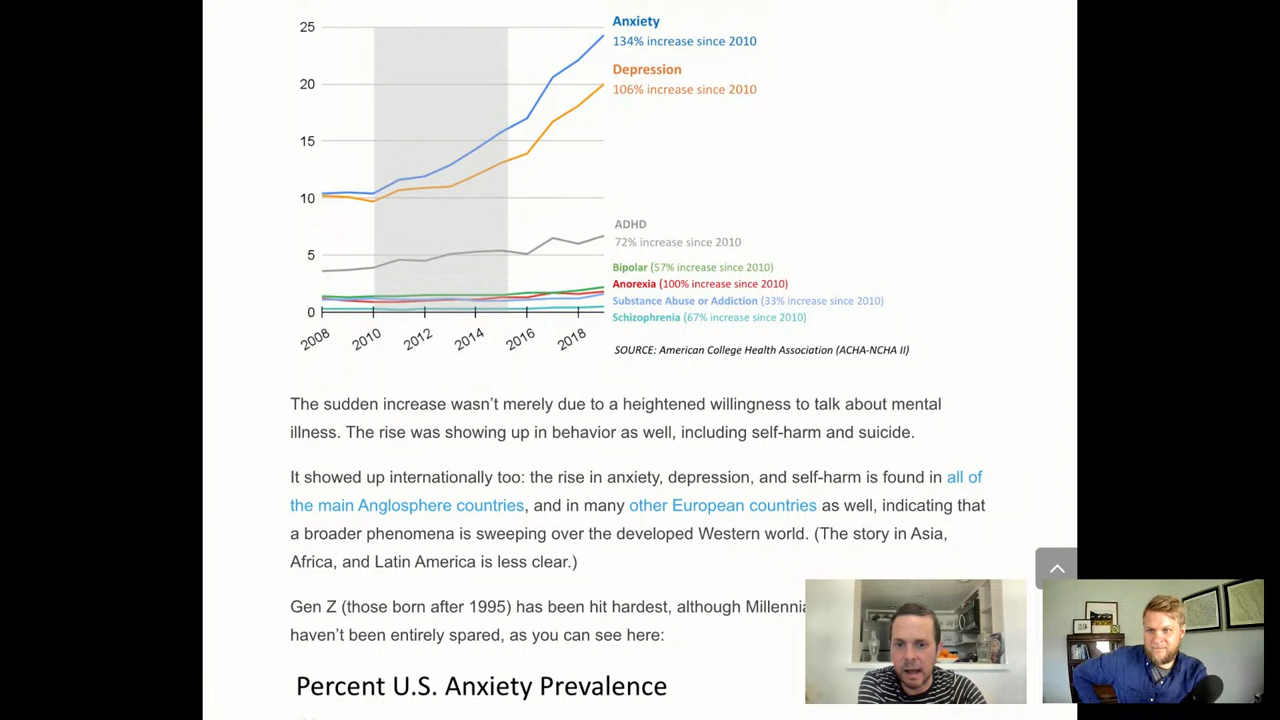 25
20
15
10
5
0
2008
2010
2012
2014
2016
2018
Anxiety
134% increase since 2010
Depression
106% increase since 2010
ADHD
72% increase since 2010
Bipolar (57% increase since 2010)
Anorexia (100% increase since 2010)
Substance Abuse or Addiction (33% increase since 2010)
Schizophrenia (67% increase since 2010)
SOURCE: American College Health Association (ACHA-NCHA II)
The sudden increase wasn't merely due to a heightened willingness to talk about mental
illness. The rise was showing up in behavior as well, including self-harm and suicide.
It showed up internationally too: the rise in anxiety, depression, and self-harm is found in all of
the main Anglosphere countries, and in many other European countries as well, indicating that
a broader phenomena is sweeping over the developed Western world. (The story in Asia,
Africa, and Latin America is less clear.)
Gen Z (those born after 1995) has been hit hardest, although Millennia
haven't been entirely spared, as you can see here:
Percent U.S. Anxiety Prevalence